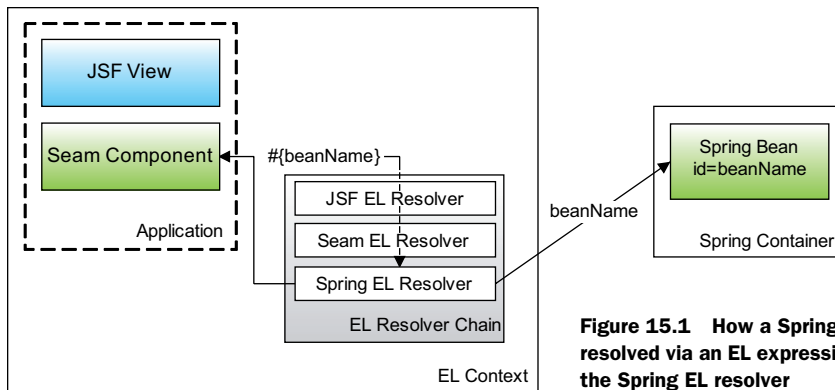 JSF View
Seam Component
Application
#{beanName}
JSF EL Resolver
Seam EL Resolver
Spring EL Resolver
EL Resolver Chain
EL Context
beanName
Spring Bean
id=beanName
Spring Container
Figure 15.1 How a Spring
resolved via an EL
the Spring EL resolver